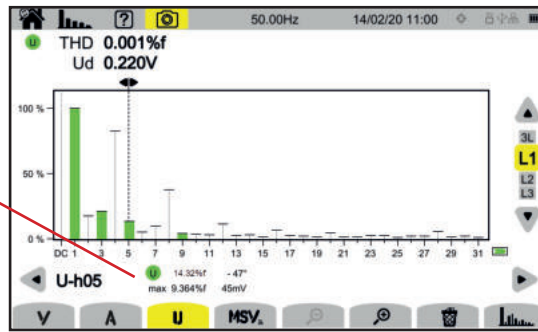 ? 50.00Hz 14/02/20 11:00
U THD 0.001%f
Ud 0.220V
100 %
50 %
0 %
DC 1 3 5 7 9 11 13 15 17 19 21 23 25 27 29 31
3L
L1
L2
L3
U-h05
U 14.32%f - 47°
max 9.364%f 45mV
V A U MSV